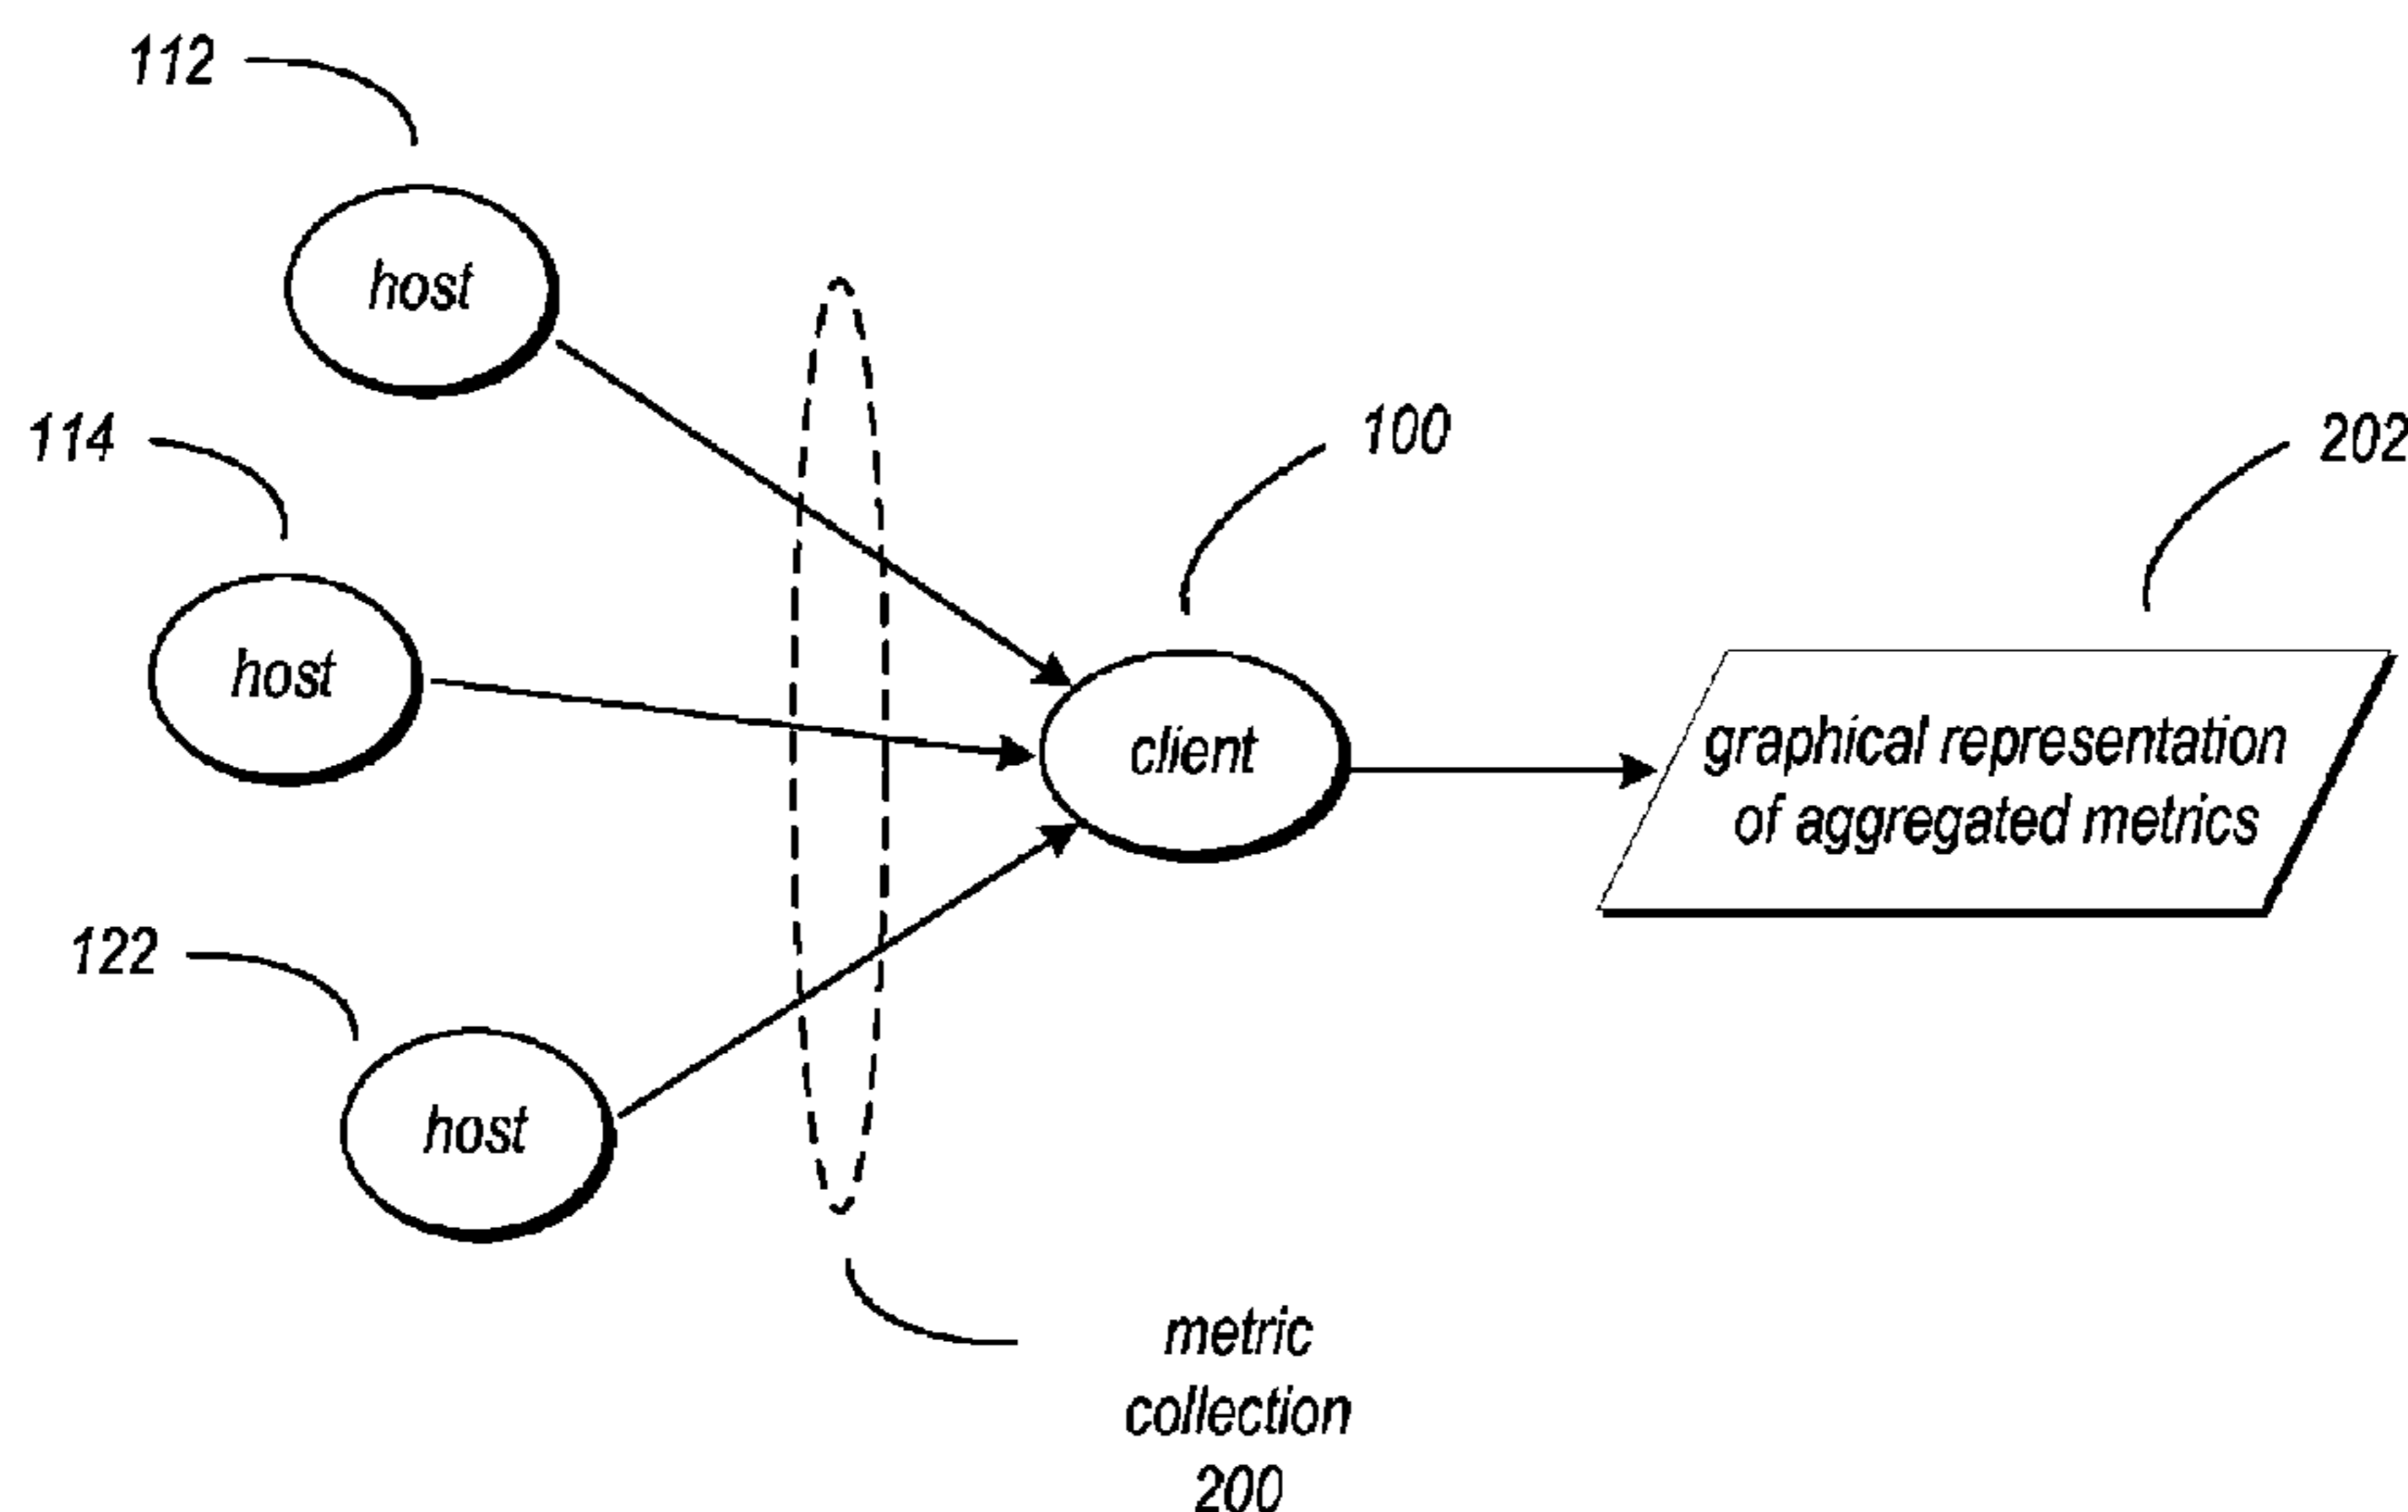 112
host
114
100
202
host
client
graphical representation
of aggregated metrics
122
host
metric
collection
200